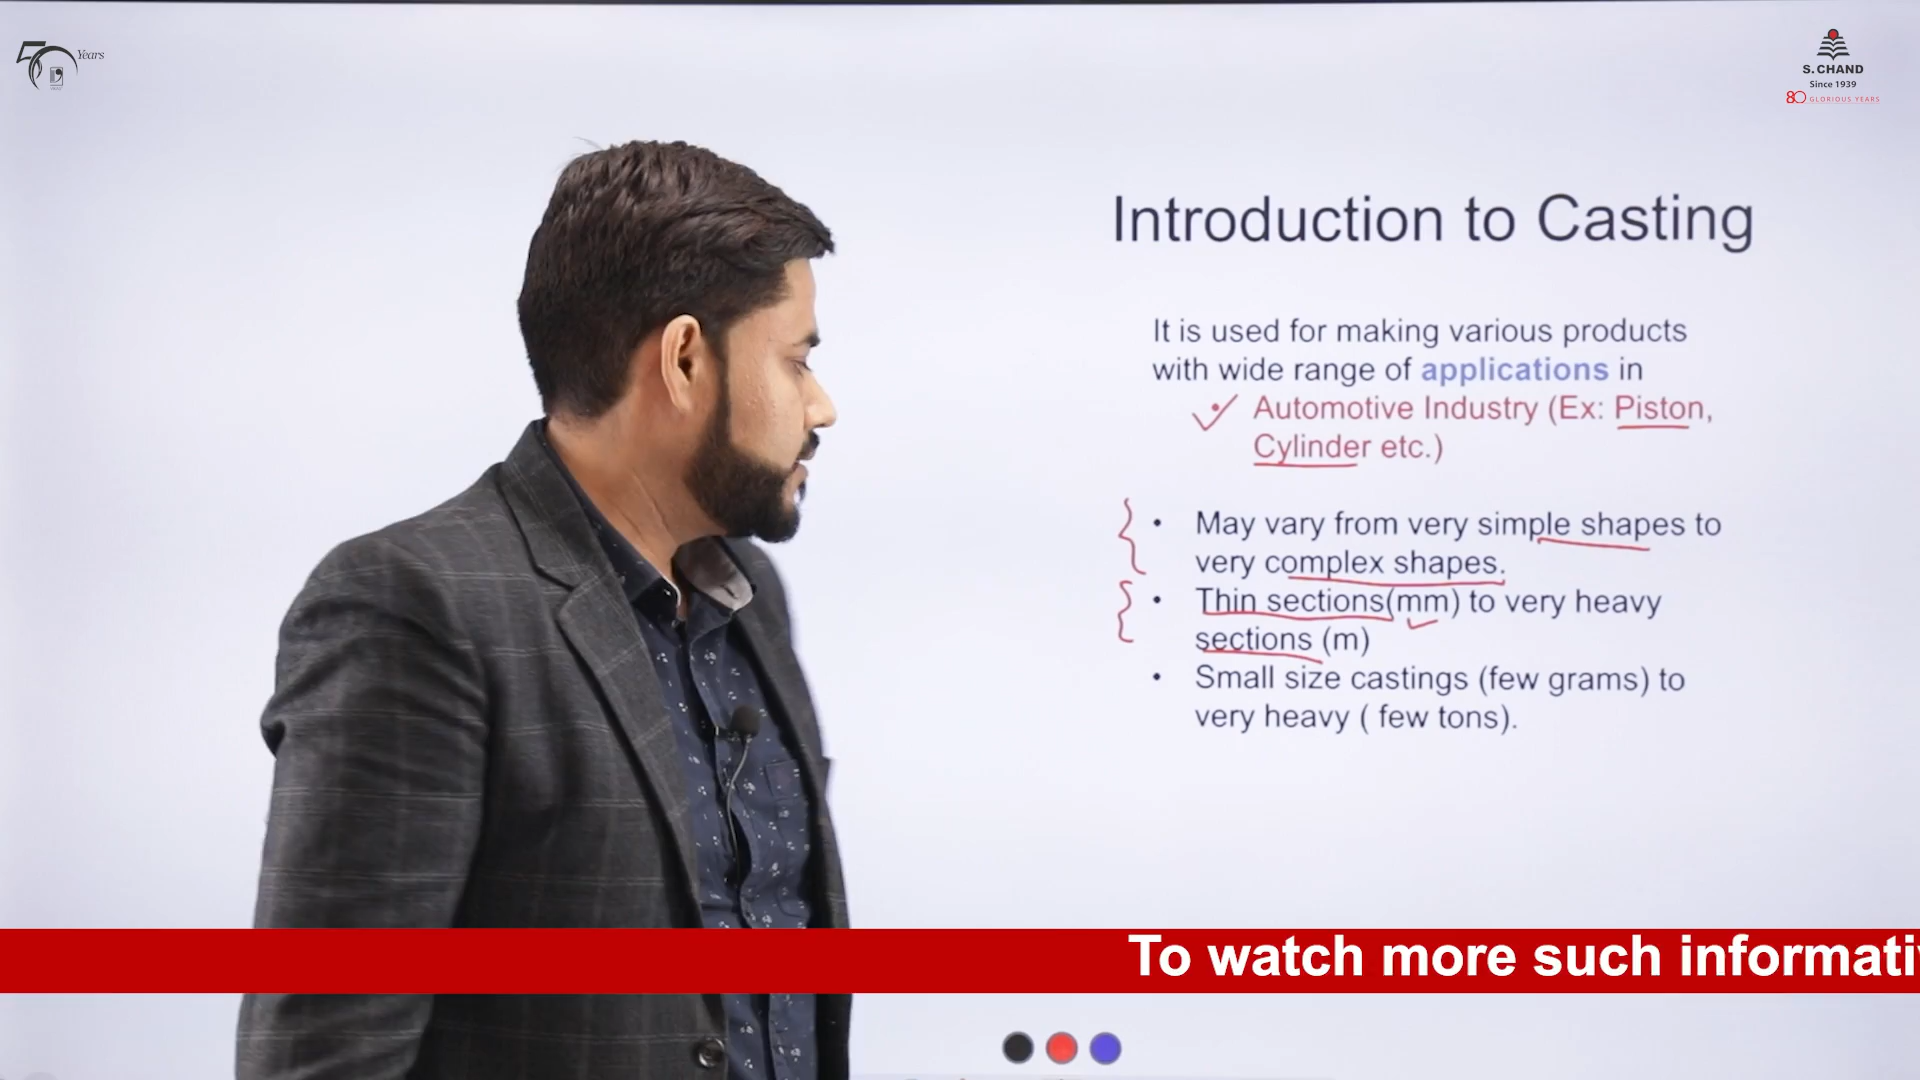 50 Years
S. CHAND
Since 1939
80 GLORIOUS YEARS
Introduction to Casting
It is used for making various products
with wide range of applications in
Automotive Industry (Ex: Piston,
Cylinder etc.)
• May vary from very simple shapes to
very complex shapes.
• Thin sections(mm) to very heavy
sections (m)
• Small size castings (few grams) to
very heavy ( few tons).
To watch more such informati